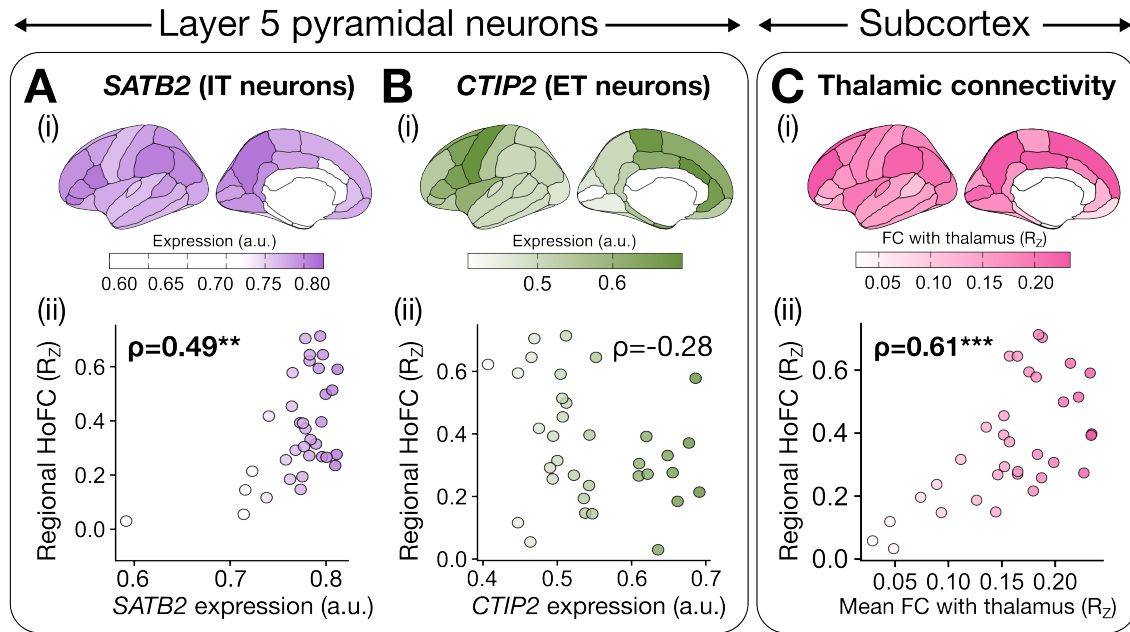 Layer 5 pyramidal neurons
Subcortex
A SATB2 (IT neurons)
(i)
Expression (a.u.)
0.60 0.65 0.70 0.75 0.80
(ii)
ρ=0.49**
Regional HoFC (RZ)
0.6
0.4
0.2
0.0
0.6 0.7 0.8
SATB2 expression (a.u.)
B CTIP2 (ET neurons)
(i)
Expression (a.u.)
0.5 0.6
(ii)
ρ=-0.28
Regional HoFC (RZ)
0.6
0.4
0.2
0.0
0.4 0.5 0.6 0.7
CTIP2 expression (a.u.)
C Thalamic connectivity
(i)
FC with thalamus (RZ)
0.05 0.10 0.15 0.20
(ii)
ρ=0.61***
Regional HoFC (RZ)
0.6
0.4
0.2
0.0
0.05 0.10 0.15 0.20
Mean FC with thalamus (RZ)